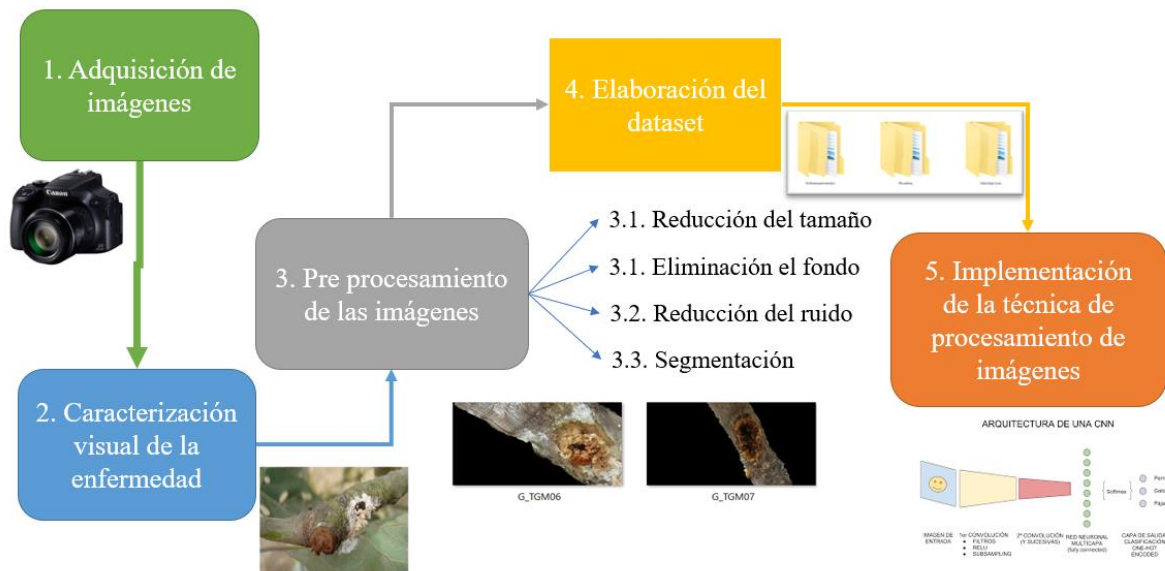 1. Adquisición de
imágenes
Canon
2. Caracterización
visual de la
enfermedad
3. Pre procesamiento
de las imágenes
3.1. Reducción del tamaño
3.1. Eliminación el fondo
3.2. Reducción del ruido
3.3. Segmentación
G_TGM06
G_TGM07
4. Elaboración del
dataset
5. Implementación
de la técnica de
procesamiento de
imágenes
ARQUITECTURA DE UNA CNN
Softmax
IMAGEN DE
ENTRADA
1er CONVOLUCIÓN
FILTROS
SUBSAMPLING
2ª CONVOLUCIÓN
(Y SUCESIVAS)
RED NEURONAL
MULTICAPA
(fully connected)
CAPA DE SALIDA
CLASIFICACIÓN
ONE-HOT
ENCODED